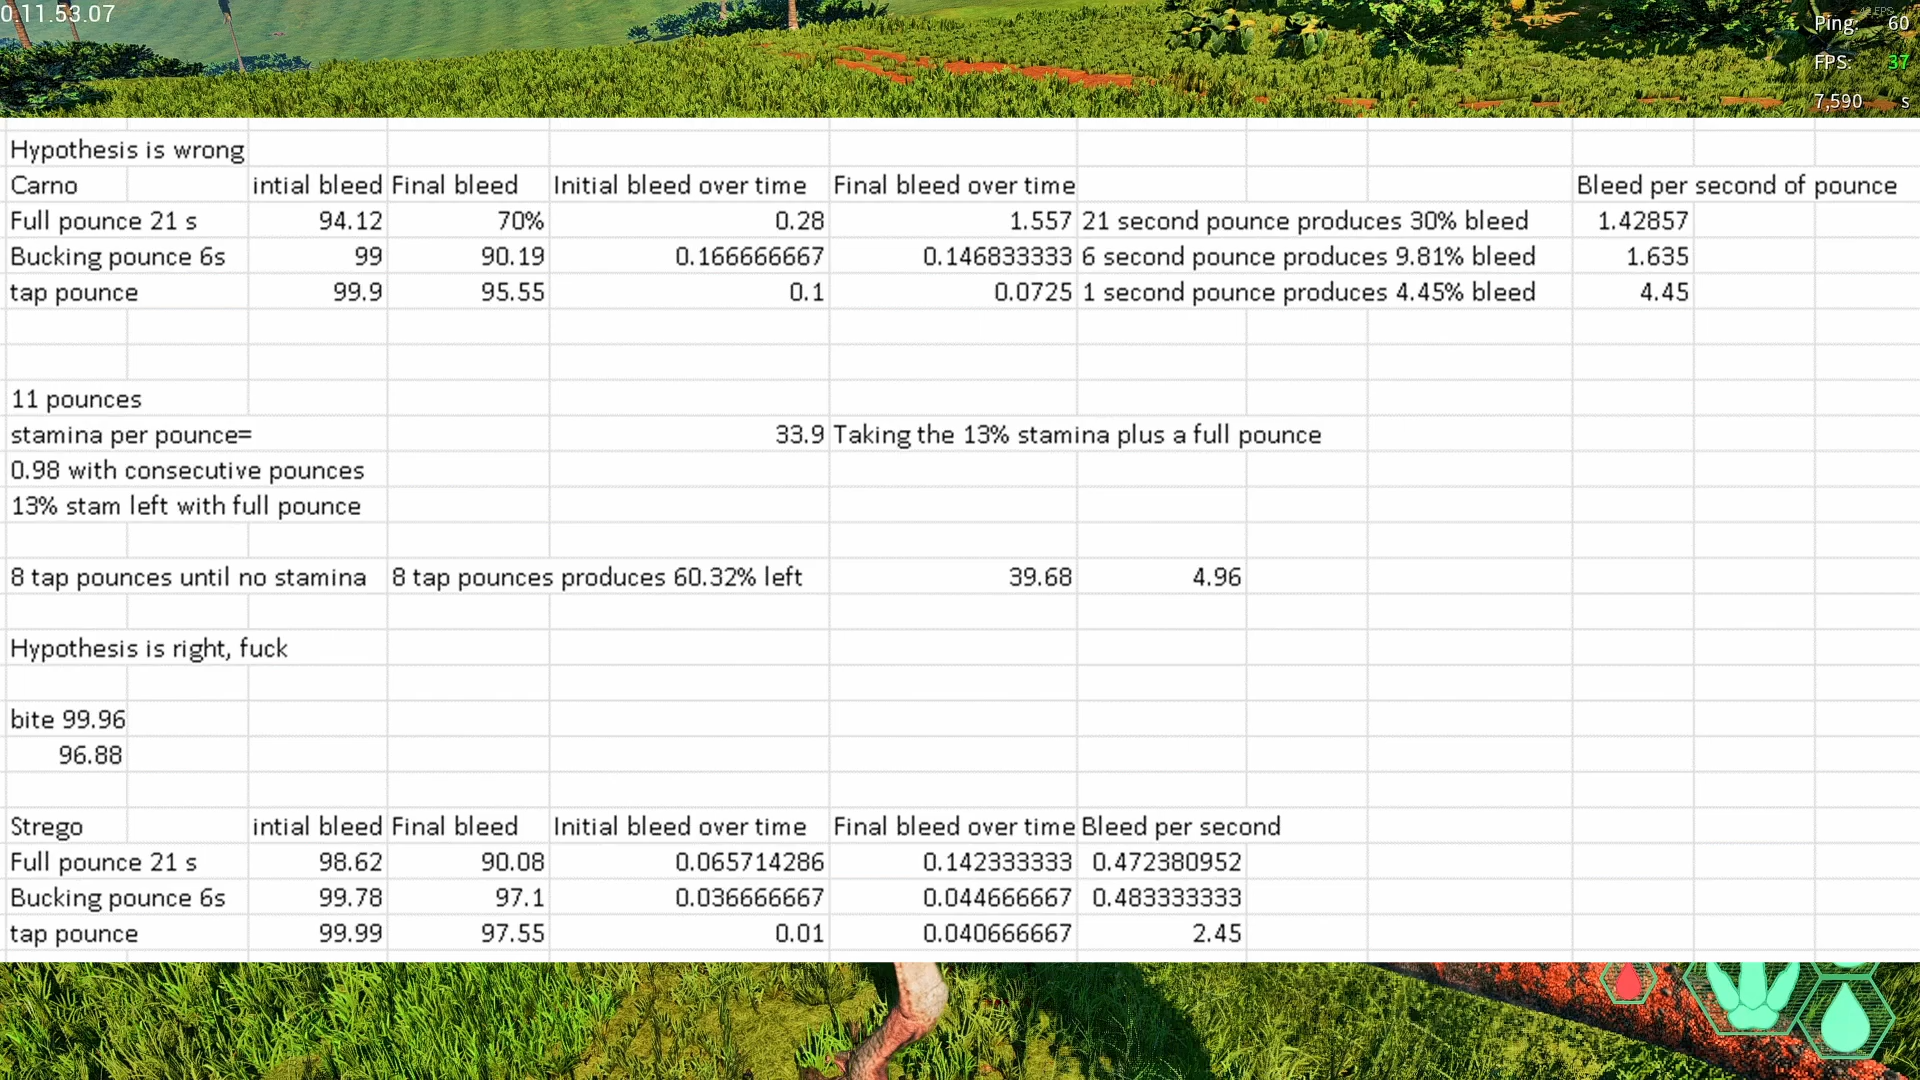 0.11.53.07
Ping: 60
FPS: 37
7,590 s
Hypothesis is wrong
Carno intial bleed Final bleed Initial bleed over time Final bleed over time Bleed per second of pounce
Full pounce 21 s 94.12 70% 0.28 1.557 21 second pounce produces 30% bleed 1.42857
Bucking pounce 6s 99 90.19 0.166666667 0.146833333 6 second pounce produces 9.81% bleed 1.635
tap pounce 99.9 95.55 0.1 0.0725 1 second pounce produces 4.45% bleed 4.45
11 pounces
stamina per pounce= 33.9 Taking the 13% stamina plus a full pounce
0.98 with consecutive pounces
13% stam left with full pounce
8 tap pounces until no stamina 8 tap pounces produces 60.32% left 39.68 4.96
Hypothesis is right, fuck
bite 99.96
96.88
Strego intial bleed Final bleed Initial bleed over time Final bleed over time Bleed per second
Full pounce 21 s 98.62 90.08 0.065714286 0.142333333 0.472380952
Bucking pounce 6s 99.78 97.1 0.036666667 0.044666667 0.483333333
tap pounce 99.99 97.55 0.01 0.040666667 2.45